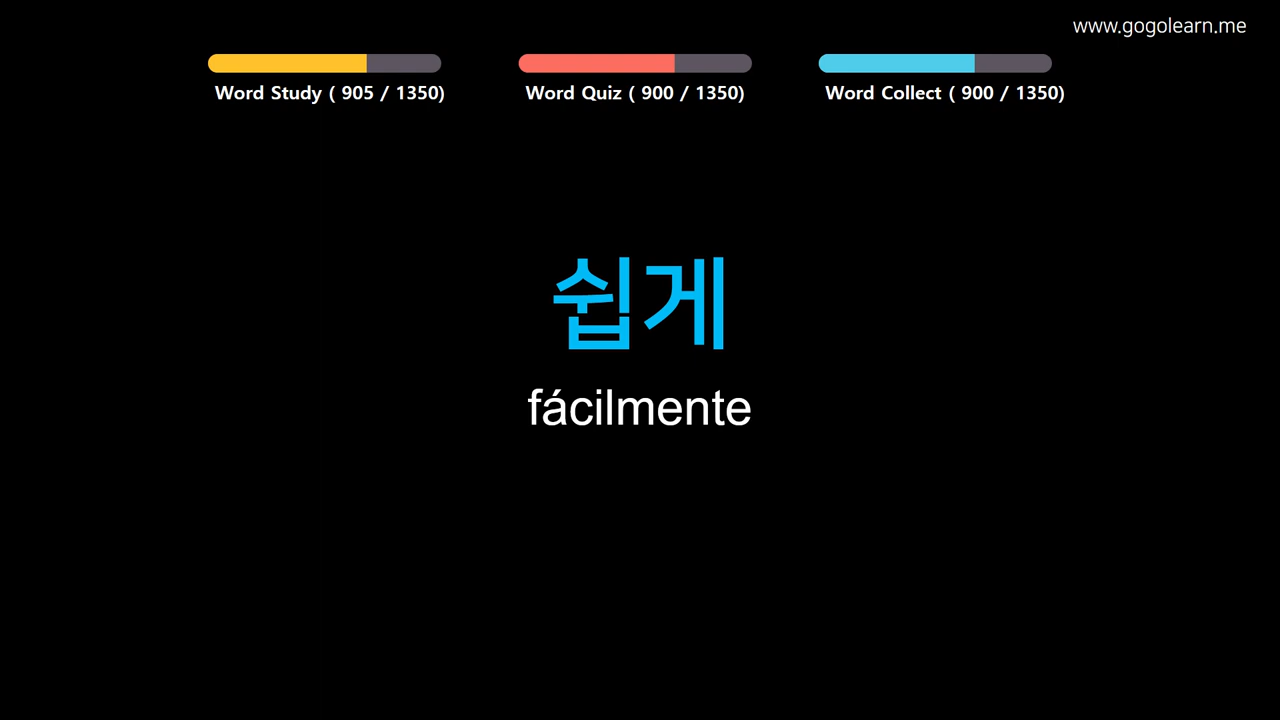 www.gogolearn.me
Word Study ( 905 / 1350)
Word Quiz ( 900 / 1350)
Word Collect ( 900 / 1350)
쉽게
fácilmente